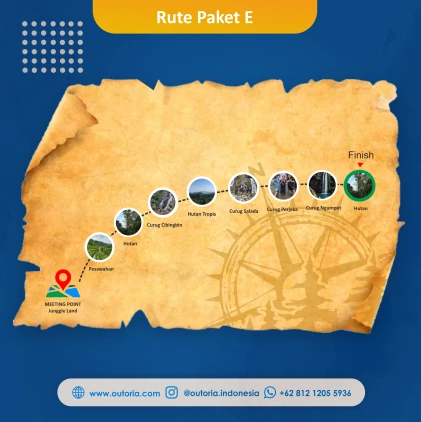 Rute Paket E
Finish
Pesawahan
Hutan
Curug Cibingbin
Hutan Tropis
Curug Salada
Curug Perjaka
Curug Ngumpet
Hutan
MEETING POINT
Junggle Land
www.outoria.com @outoria.indonesia +62 812 1205 5936